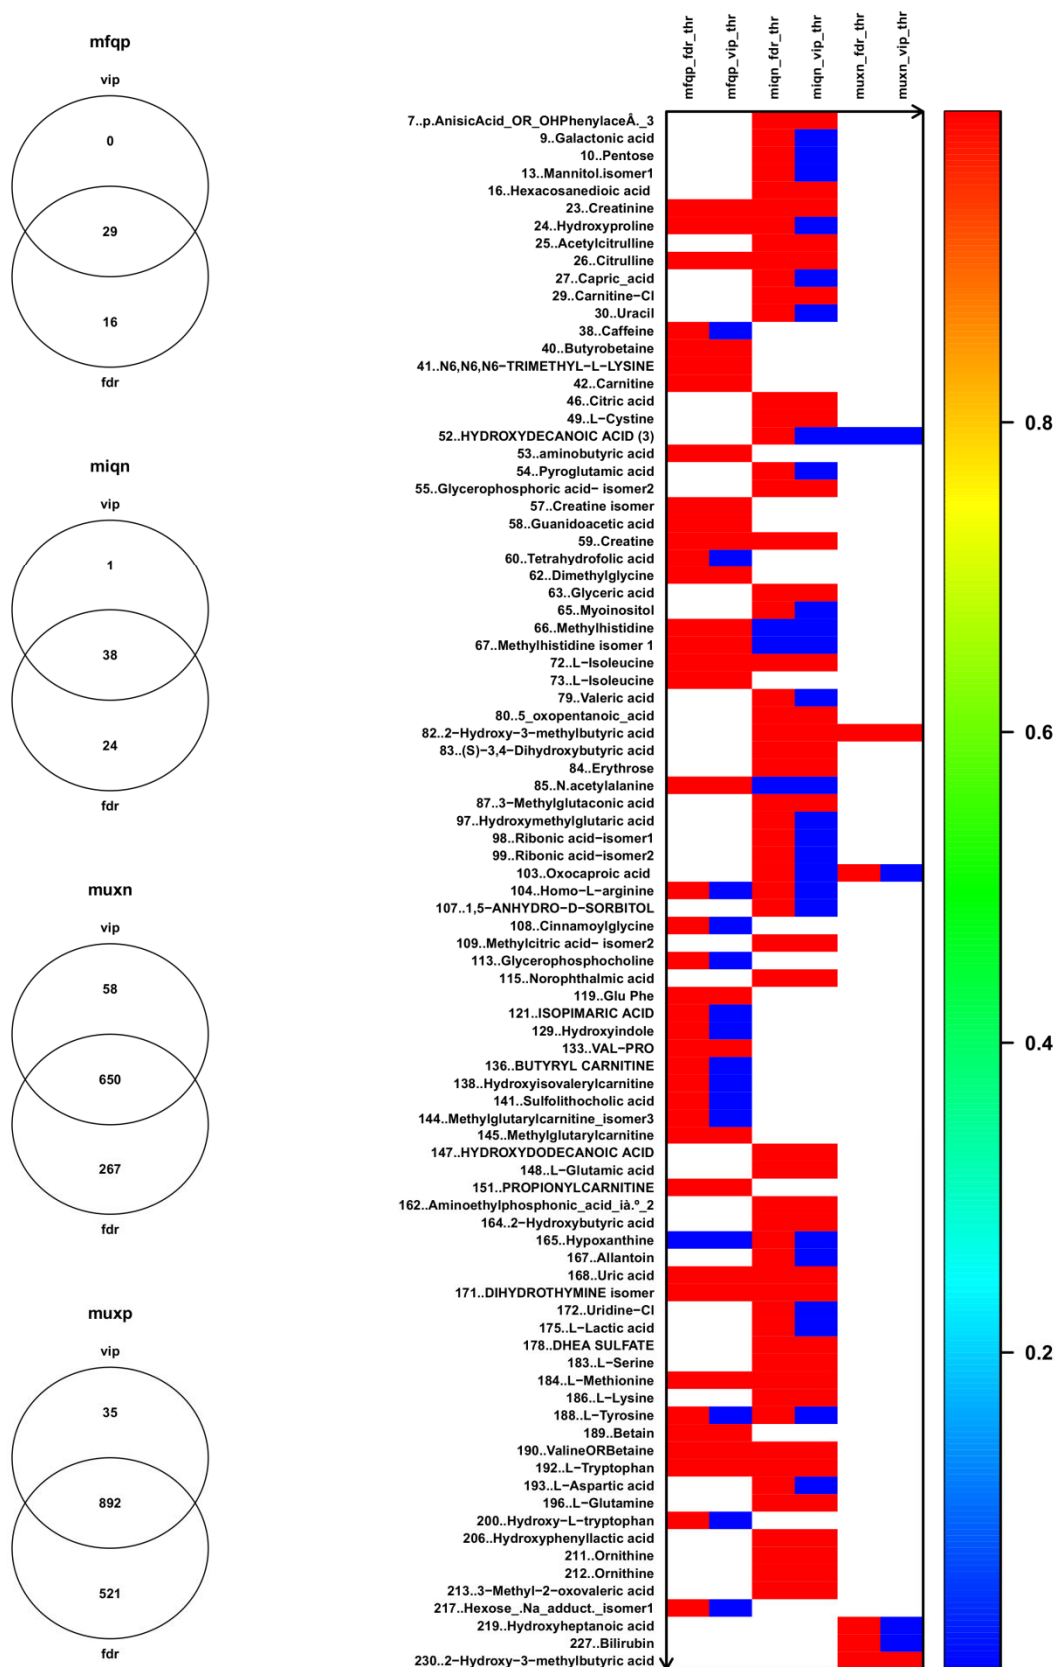 mfqp
vip
0
29
16
fdr
miqn
vip
1
38
24
fdr
muxn
vip
58
650
267
fdr
muxp
vip
35
892
521
fdr
mfqp_fdr_thr
mfqp_vip_thr
miqn_fdr_thr
miqn_vip_thr
muxn_fdr_thr
muxn_vip_thr
7..p.AnisicAcid_OR_OHPhenylaceÂ._3
9..Galactonic acid
10..Pentose
13..Mannitol.isomer1
16..Hexacosanedioic acid
23..Creatinine
24..Hydroxyproline
25..Acetylcitrulline
26..Citrulline
27..Capric_acid
29..Carnitine−Cl
30..Uracil
38..Caffeine
40..Butyrobetaine
41..N6,N6,N6−TRIMETHYL−L−LYSINE
42..Carnitine
46..Citric acid
49..L−Cystine
52..HYDROXYDECANOIC ACID (3)
53..aminobutyric acid
54..Pyroglutamic acid
55..Glycerophosphoric acid− isomer2
57..Creatine isomer
58..Guanidoacetic acid
59..Creatine
60..Tetrahydrofolic acid
62..Dimethylglycine
63..Glyceric acid
65..Myoinositol
66..Methylhistidine
67..Methylhistidine isomer 1
72..L−Isoleucine
73..L−Isoleucine
79..Valeric acid
80..5_oxopentanoic_acid
82..2−Hydroxy−3−methylbutyric acid
83..(S)−3,4−Dihydroxybutyric acid
84..Erythrose
85..N.acetylalanine
87..3−Methylglutaconic acid
97..Hydroxymethylglutaric acid
98..Ribonic acid−isomer1
99..Ribonic acid−isomer2
103..Oxocaproic acid
104..Homo−L−arginine
107..1,5−ANHYDRO−D−SORBITOL
108..Cinnamoylglycine
109..Methylcitric acid− isomer2
113..Glycerophosphocholine
115..Norophthalmic acid
119..Glu Phe
121..ISOPIMARIC ACID
129..Hydroxyindole
133..VAL−PRO
136..BUTYRYL CARNITINE
138..Hydroxyisovalerylcarnitine
141..Sulfolithocholic acid
144..Methylglutarylcarnitine_isomer3
145..Methylglutarylcarnitine
147..HYDROXYDODECANOIC ACID
148..L−Glutamic acid
151..PROPIONYLCARNITINE
162..Aminoethylphosphonic_acid_ià.º_2
164..2−Hydroxybutyric acid
165..Hypoxanthine
167..Allantoin
168..Uric acid
171..DIHYDROTHYMINE isomer
172..Uridine−Cl
175..L−Lactic acid
178..DHEA SULFATE
183..L−Serine
184..L−Methionine
186..L−Lysine
188..L−Tyrosine
189..Betain
190..ValineORBetaine
192..L−Tryptophan
193..L−Aspartic acid
196..L−Glutamine
200..Hydroxy−L−tryptophan
206..Hydroxyphenyllactic acid
211..Ornithine
212..Ornithine
213..3−Methyl−2−oxovaleric acid
217..Hexose_.Na_adduct._isomer1
219..Hydroxyheptanoic acid
227..Bilirubin
230..2−Hydroxy−3−methylbutyric acid
0.8
0.6
0.4
0.2